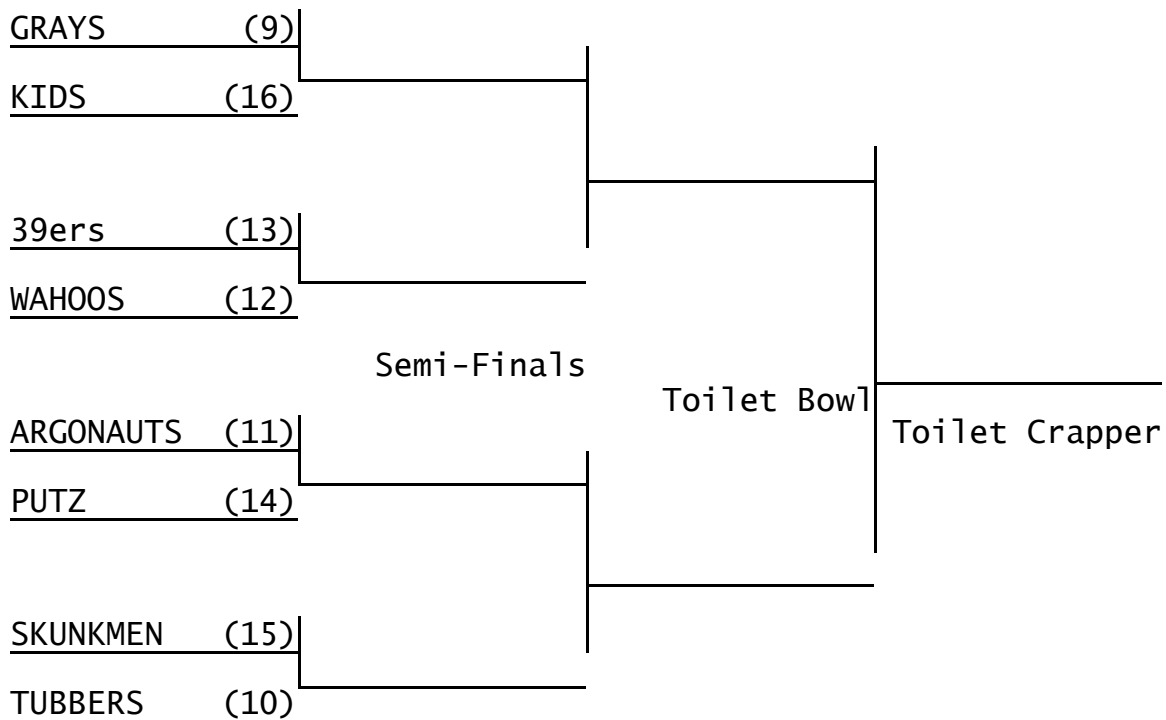 GRAYS (9)
KIDS (16)
39ers (13)
WAHOOS (12)
Semi-Finals
Toilet Bowl
ARGONAUTS (11)
Toilet Crapper
PUTZ (14)
SKUNKMEN (15)
TUBBERS (10)